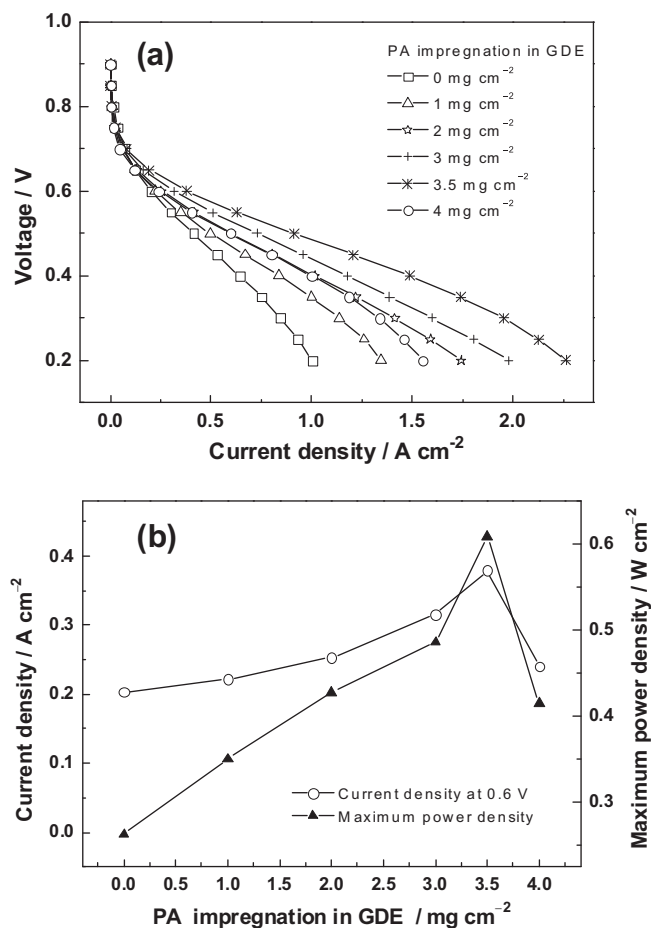 (a)
PA impregnation in GDE
0 mg cm⁻²
1 mg cm⁻²
2 mg cm⁻²
3 mg cm⁻²
3.5 mg cm⁻²
4 mg cm⁻²
Voltage / V
1.0
0.8
0.6
0.4
0.2
0.0 0.5 1.0 1.5 2.0
Current density / A cm⁻²
(b)
Current density / A cm⁻²
0.4
0.3
0.2
0.1
0.0
Maximum power density / W cm⁻²
0.6
0.5
0.4
0.3
Current density at 0.6 V
Maximum power density
0.0 1.0 1.5 2.0 3.0 3.5 4.0
PA impregnation in GDE / mg cm⁻²